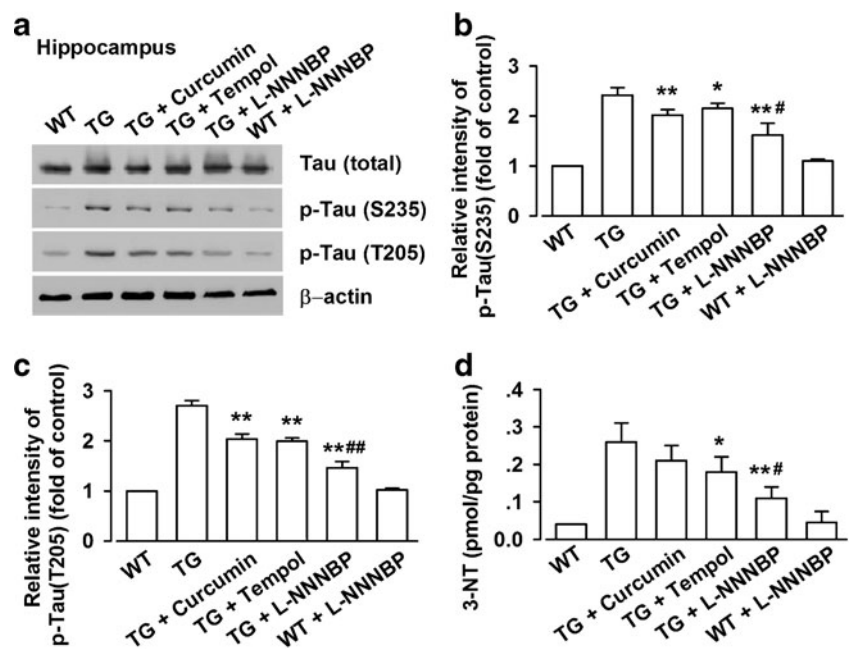 a
Hippocampus
WT
TG
TG + Curcumin
TG + Tempol
TG + L-NNNBP
WT + L-NNNBP
Tau (total)
p-Tau (S235)
p-Tau (T205)
β–actin
b
Relative intensity of
p-Tau(S235) (fold of control)
3
2
1
0
**
*
**#
WT
TG
TG + Curcumin
TG + Tempol
TG + L-NNNBP
WT + L-NNNBP
c
Relative intensity of
p-Tau(T205) (fold of control)
3
2
1
0
**
**
**##
WT
TG
TG + Curcumin
TG + Tempol
TG + L-NNNBP
WT + L-NNNBP
d
3-NT (pmol/pg protein)
.4
.3
.2
.1
0.0
*
**#
WT
TG
TG + Curcumin
TG + Tempol
TG + L-NNNBP
WT + L-NNNBP